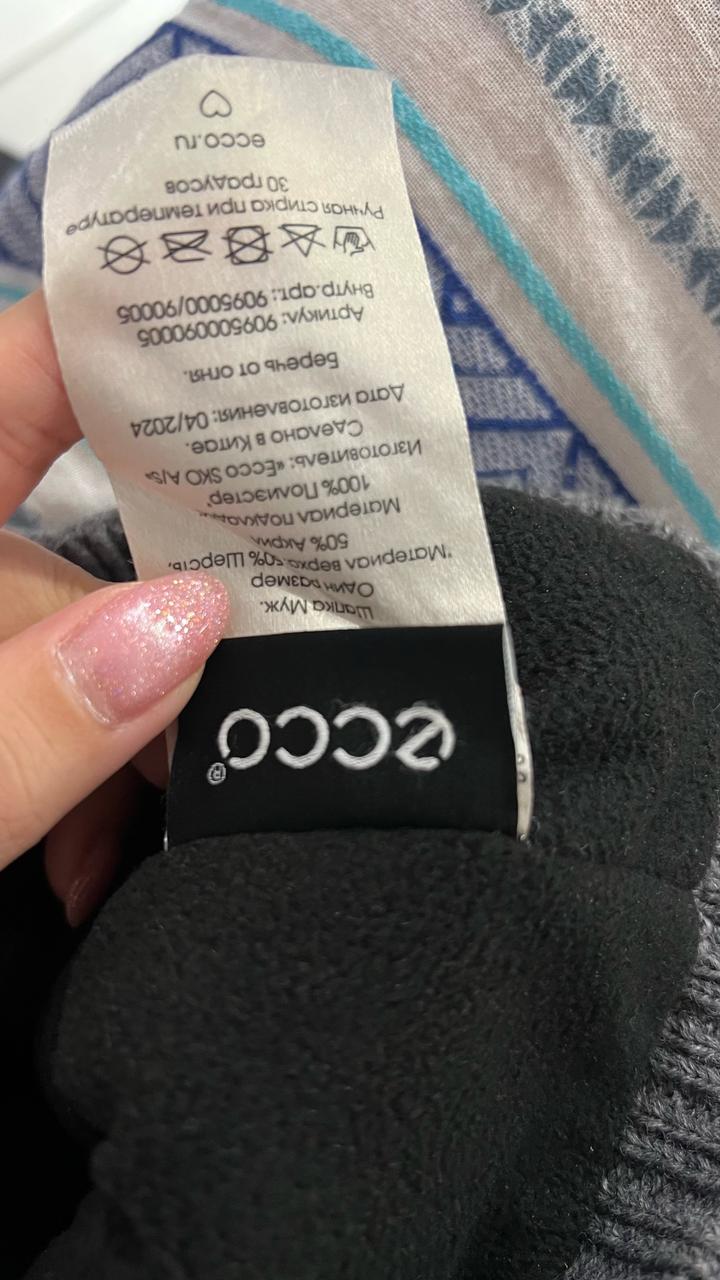 ecco®
Шапка Муж.
Один размер
*Материал верха: 50% Шерсть,
50% Акрил
Материал подклада:
100% Полиэстер
Изготовитель: «Ecco SKO A/S»
Сделано в Китае.
Дата изготовления: 04/2024
Беречь от огня.
Артикул: 909500090005
Внутр.арт.: 9095000/90005
Ручная стирка при температуре
30 градусов
ecco.ru